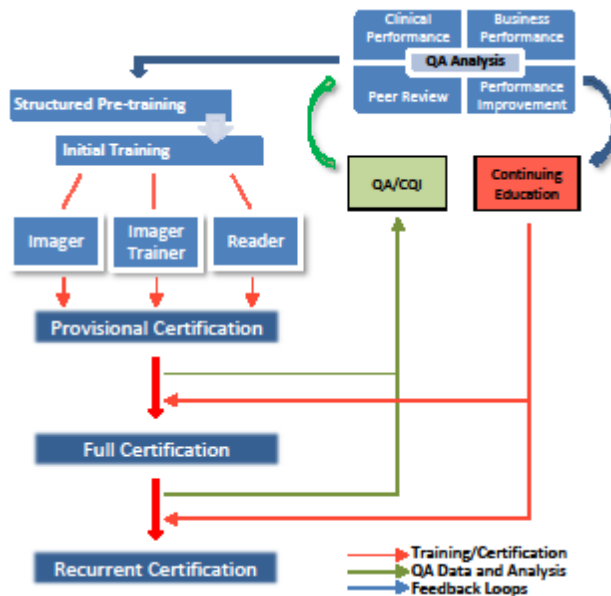 Clinical
Performance
Business
Performance
QA Analysis
Peer Review
Performance
Improvement
Structured Pre-training
Initial Training
QA/CQI
Continuing
Education
Imager
Imager
Trainer
Reader
Provisional Certification
Full Certification
Recurrent Certification
Training/Certification
QA Data and Analysis
Feedback Loops